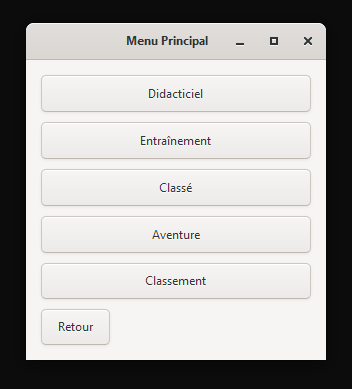 Menu Principal
Didacticiel
Entraînement
Classé
Aventure
Classement
Retour